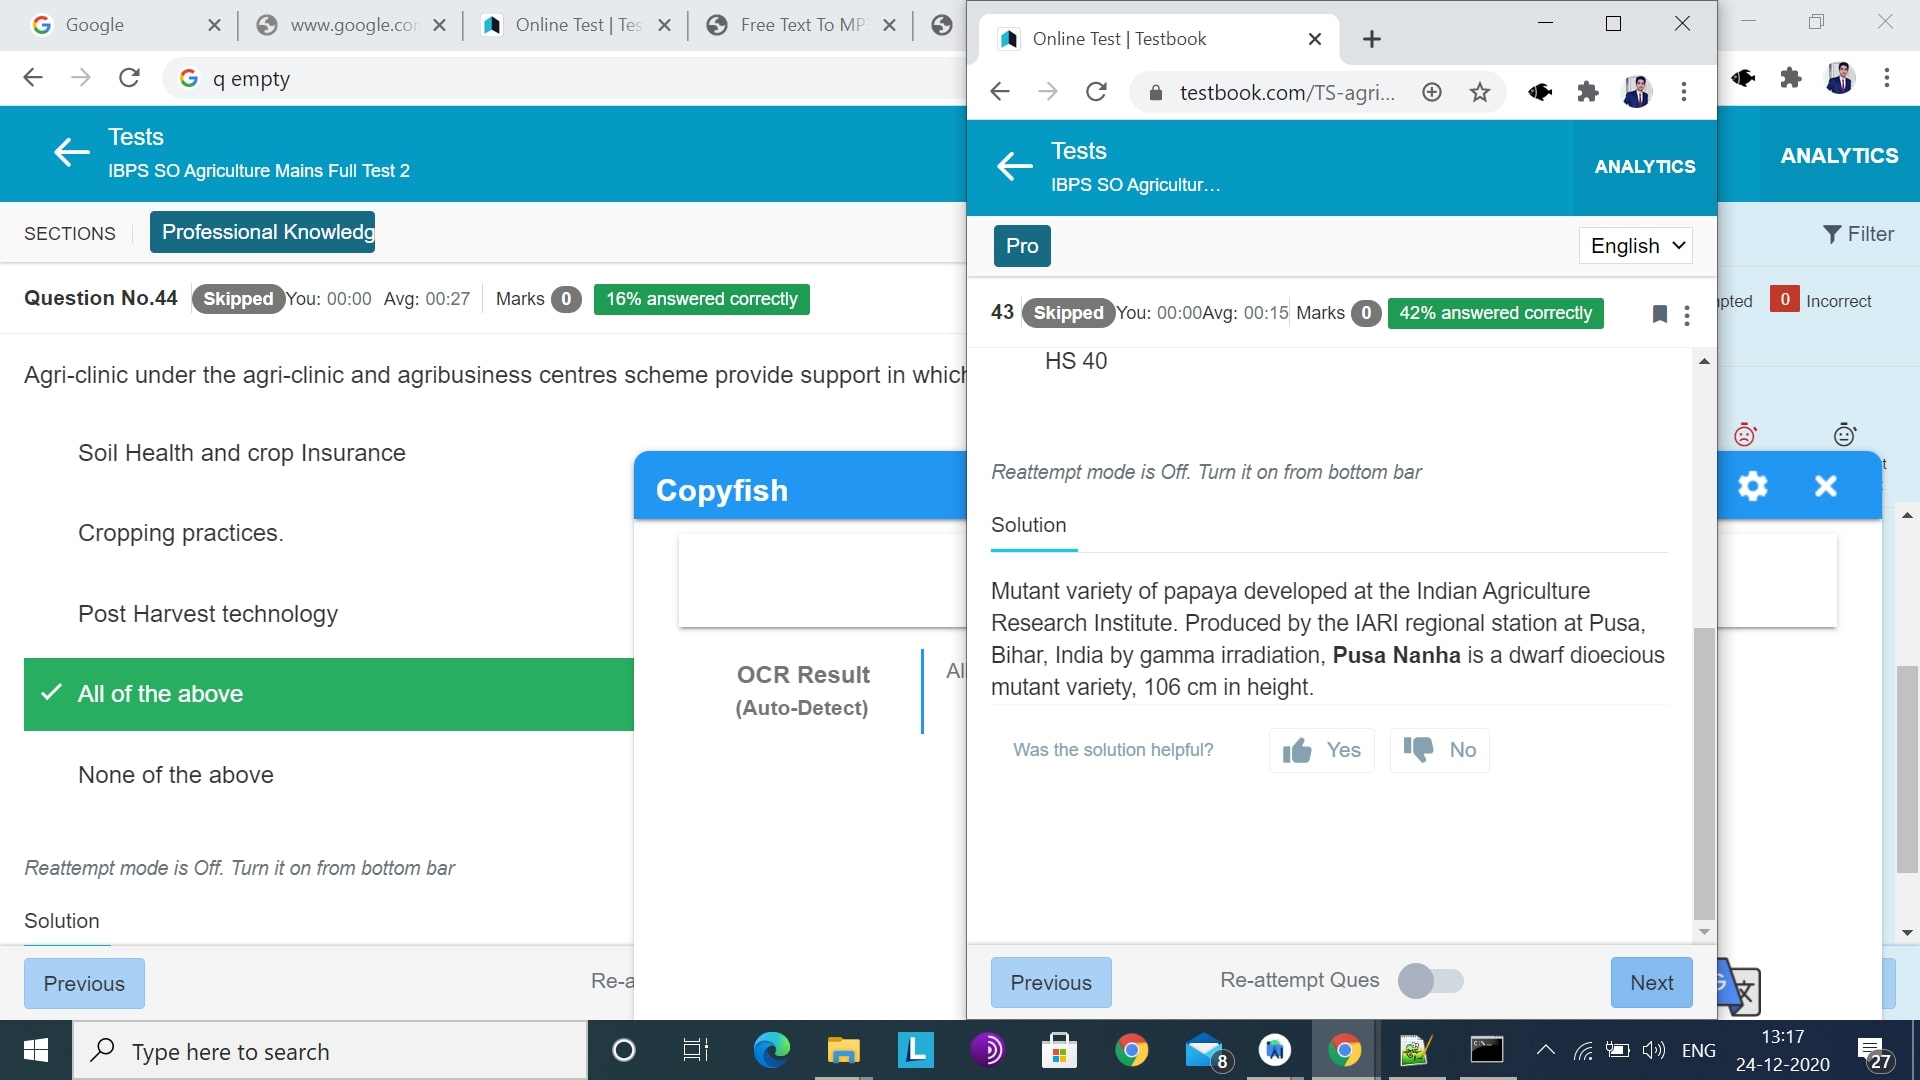 Google
www.google.cor
Online Test | Tes
Free Text To MP
q empty
Tests
IBPS SO Agriculture Mains Full Test 2
SECTIONS
Professional Knowledg
Question No.44 Skipped You: 00:00 Avg: 00:27 Marks 0 16% answered correctly
Agri-clinic under the agri-clinic and agribusiness centres scheme provide support in which
Soil Health and crop Insurance
Cropping practices.
Post Harvest technology
All of the above
None of the above
Reattempt mode is Off. Turn it on from bottom bar
Solution
Previous
Re-a
Copyfish
OCR Result
(Auto-Detect)
All
Online Test | Testbook
testbook.com/TS-agri...
Tests
IBPS SO Agricultur...
ANALYTICS
Pro
English
43 Skipped You: 00:00Avg: 00:15 Marks 0 42% answered correctly
HS 40
Reattempt mode is Off. Turn it on from bottom bar
Solution
Mutant variety of papaya developed at the Indian Agriculture
Research Institute. Produced by the IARI regional station at Pusa,
Bihar, India by gamma irradiation, Pusa Nanha is a dwarf dioecious
mutant variety, 106 cm in height.
Was the solution helpful?
Yes
No
Previous
Re-attempt Ques
Next
ANALYTICS
Filter
pted 0 Incorrect
Type here to search
8
ENG
13:17
24-12-2020
27